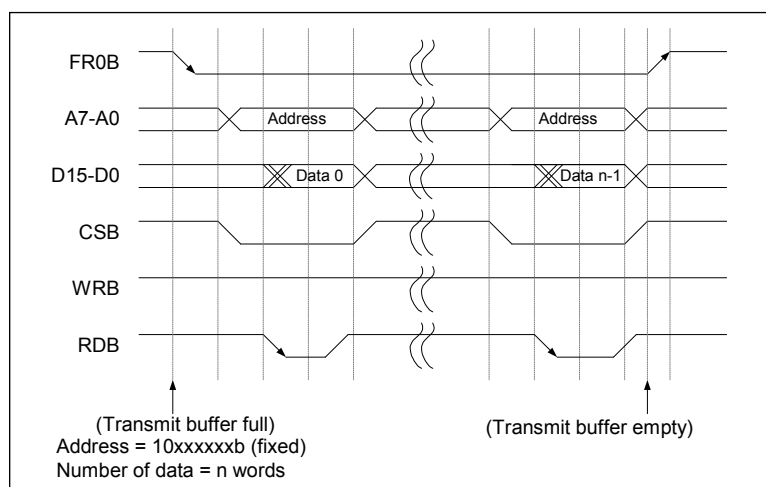 FR0B
A7-A0 Address Address
D15-D0 Data 0 Data n-1
CSB
WRB
RDB
(Transmit buffer full) (Transmit buffer empty)
Address = 10xxxxxxb (fixed)
Number of data = n words